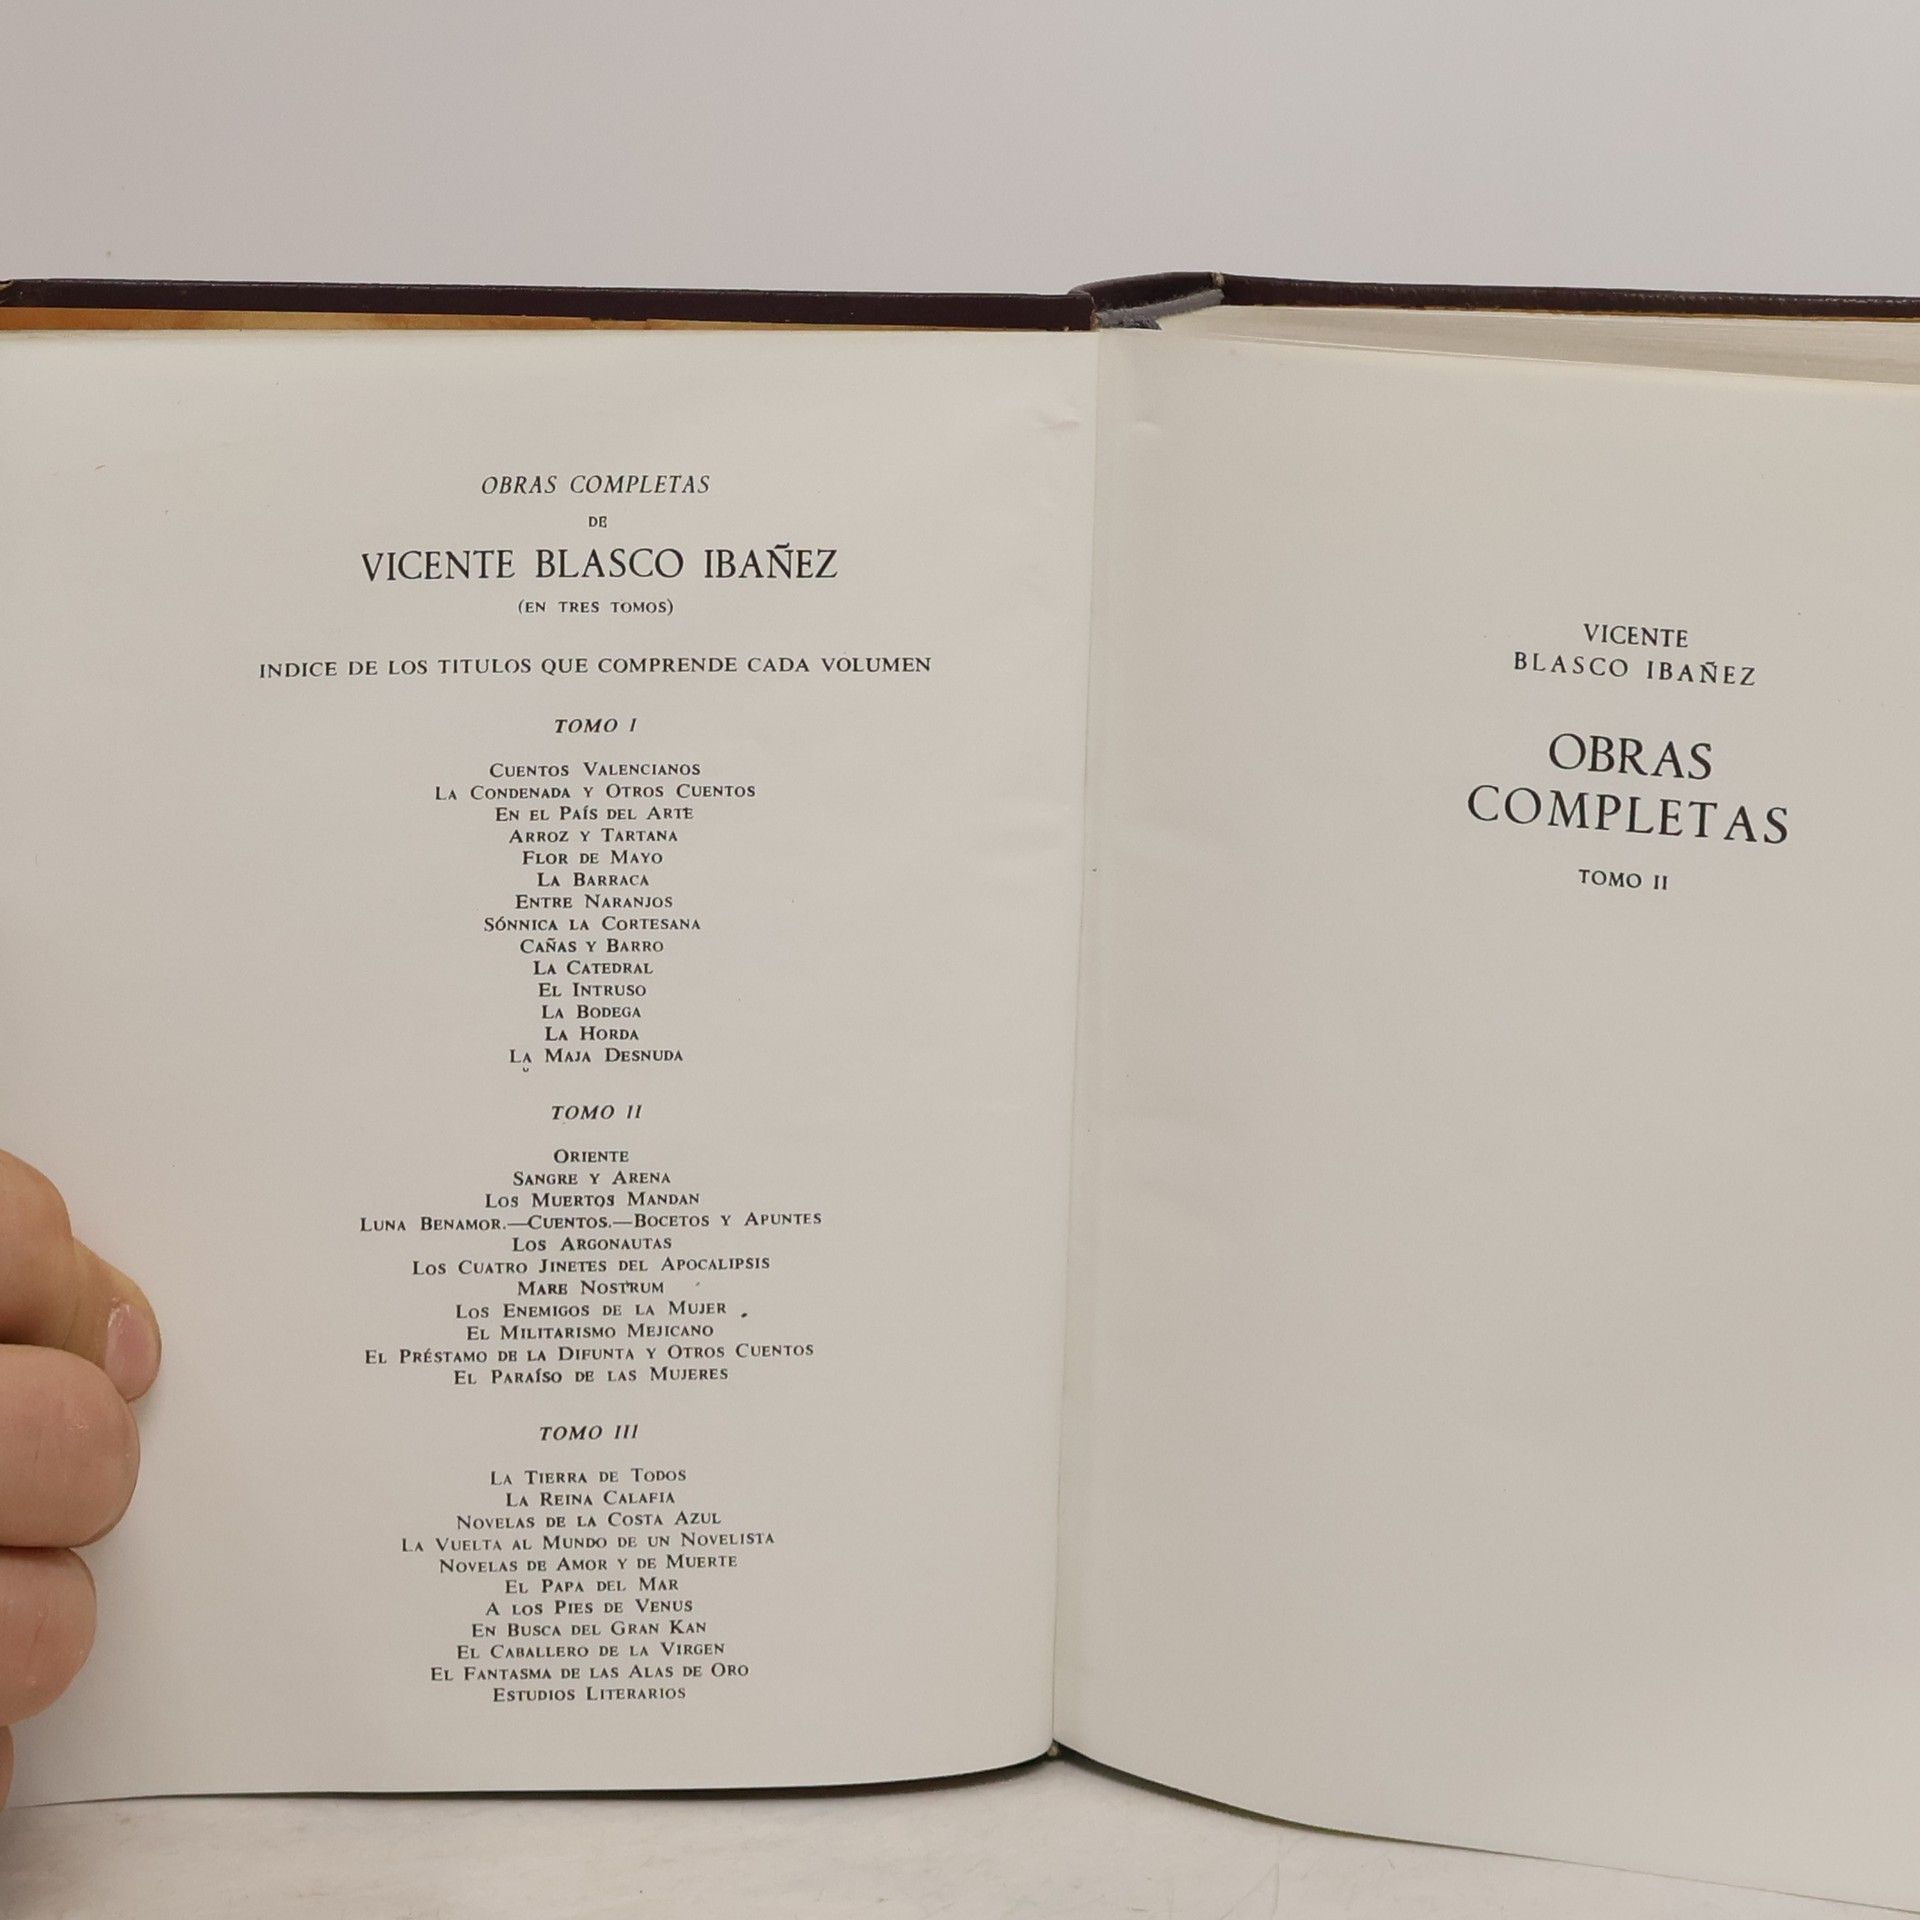 OBRAS COMPLETAS
DE
VICENTE BLASCO IBAÑEZ
(EN TRES TOMOS)
INDICE DE LOS TITULOS QUE COMPRENDE CADA VOLUMEN
TOMO I
CUENTOS VALENCIANOS
LA CONDENADA Y OTROS CUENTOS
EN EL PAÍS DEL ARTE
ARROZ Y TARTANA
FLOR DE MAYO
LA BARRACA
ENTRE NARANJOS
SÓNNICA LA CORTESANA
CAÑAS Y BARRO
LA CATEDRAL
EL INTRUSO
LA BODEGA
LA HORDA
LA MAJA DESNUDA
TOMO II
ORIENTE
SANGRE Y ARENA
LOS MUERTOS MANDAN
LUNA BENAMOR.—CUENTOS.—BOCETOS Y APUNTES
LOS ARGONAUTAS
LOS CUATRO JINETES DEL APOCALIPSIS
MARE NOSTRUM
LOS ENEMIGOS DE LA MUJER
EL MILITARISMO MEJICANO
EL PRÉSTAMO DE LA DIFUNTA Y OTROS CUENTOS
EL PARAÍSO DE LAS MUJERES
TOMO III
LA TIERRA DE TODOS
LA REINA CALAFIA
NOVELAS DE LA COSTA AZUL
LA VUELTA AL MUNDO DE UN NOVELISTA
NOVELAS DE AMOR Y DE MUERTE
EL PAPA DEL MAR
A LOS PIES DE VENUS
EN BUSCA DEL GRAN KAN
EL CABALLERO DE LA VIRGEN
EL FANTASMA DE LAS ALAS DE ORO
ESTUDIOS LITERARIOS
VICENTE
BLASCO IBAÑEZ
OBRAS
COMPLETAS
TOMO II